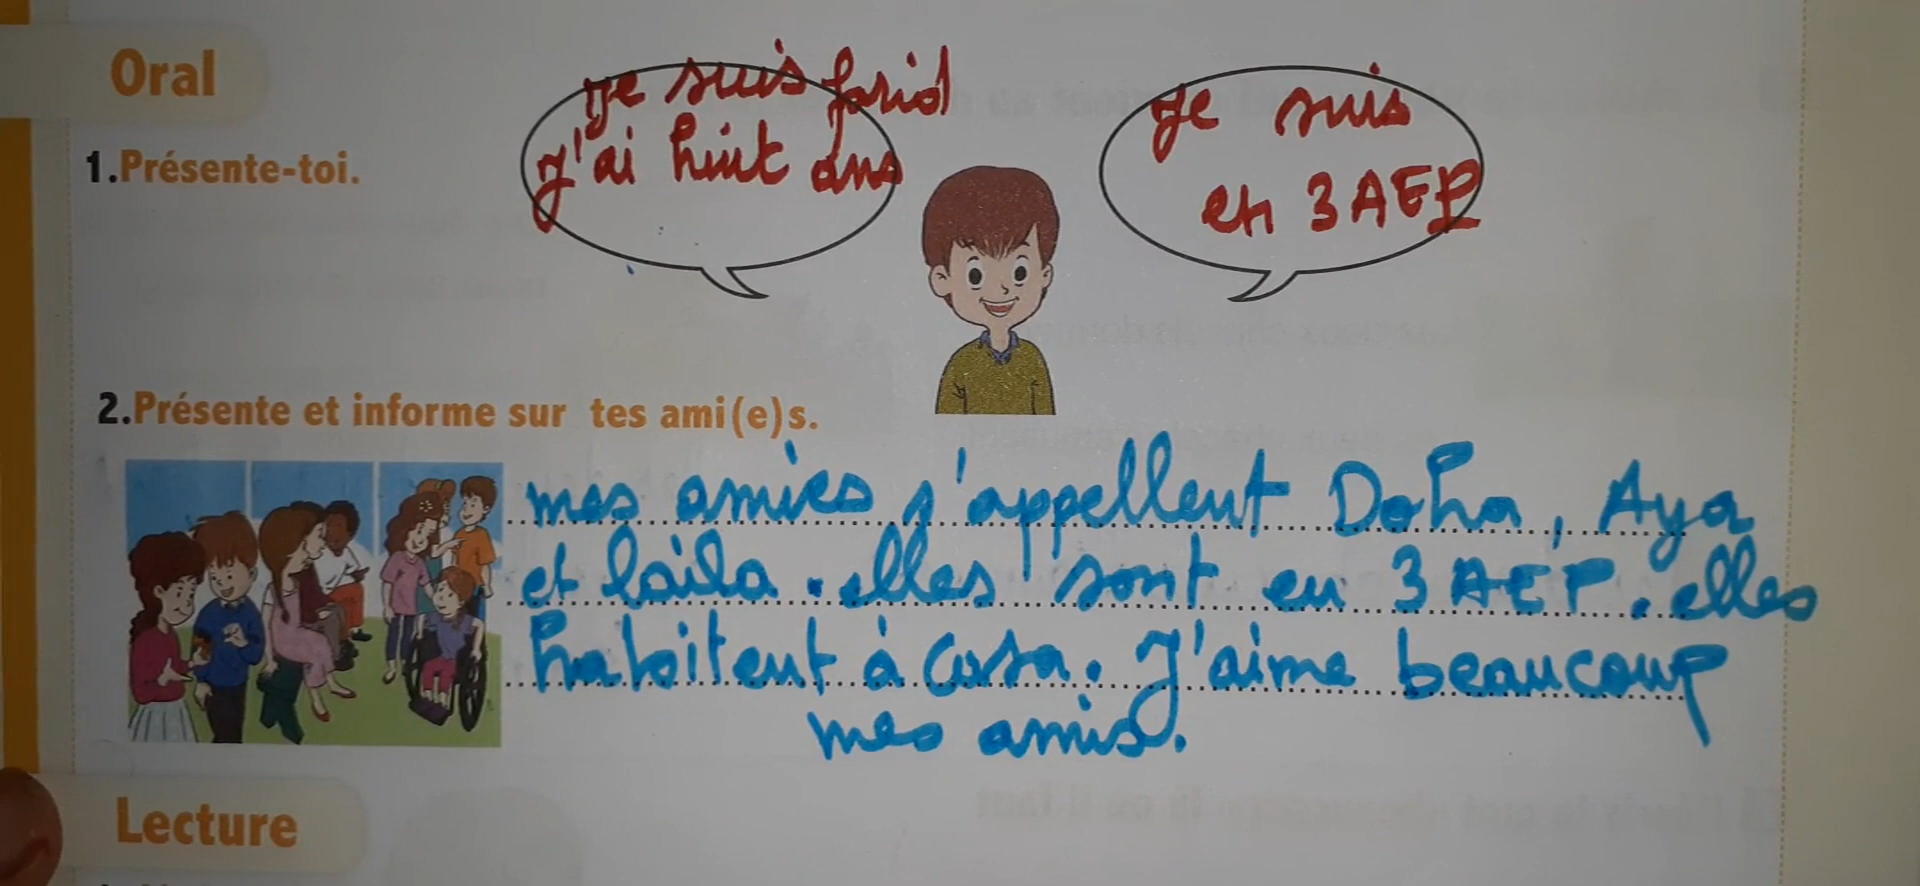 Oral
1.Présente-toi.
je suis farid
j'ai huit ans
je suis
en 3AEP
2.Présente et informe sur tes ami(e)s.
mes amies s'appellent Doha, Aya
et laila. elles sont en 3AEP. elles
habitent à Casa. J'aime beaucoup
mes amis.
Lecture